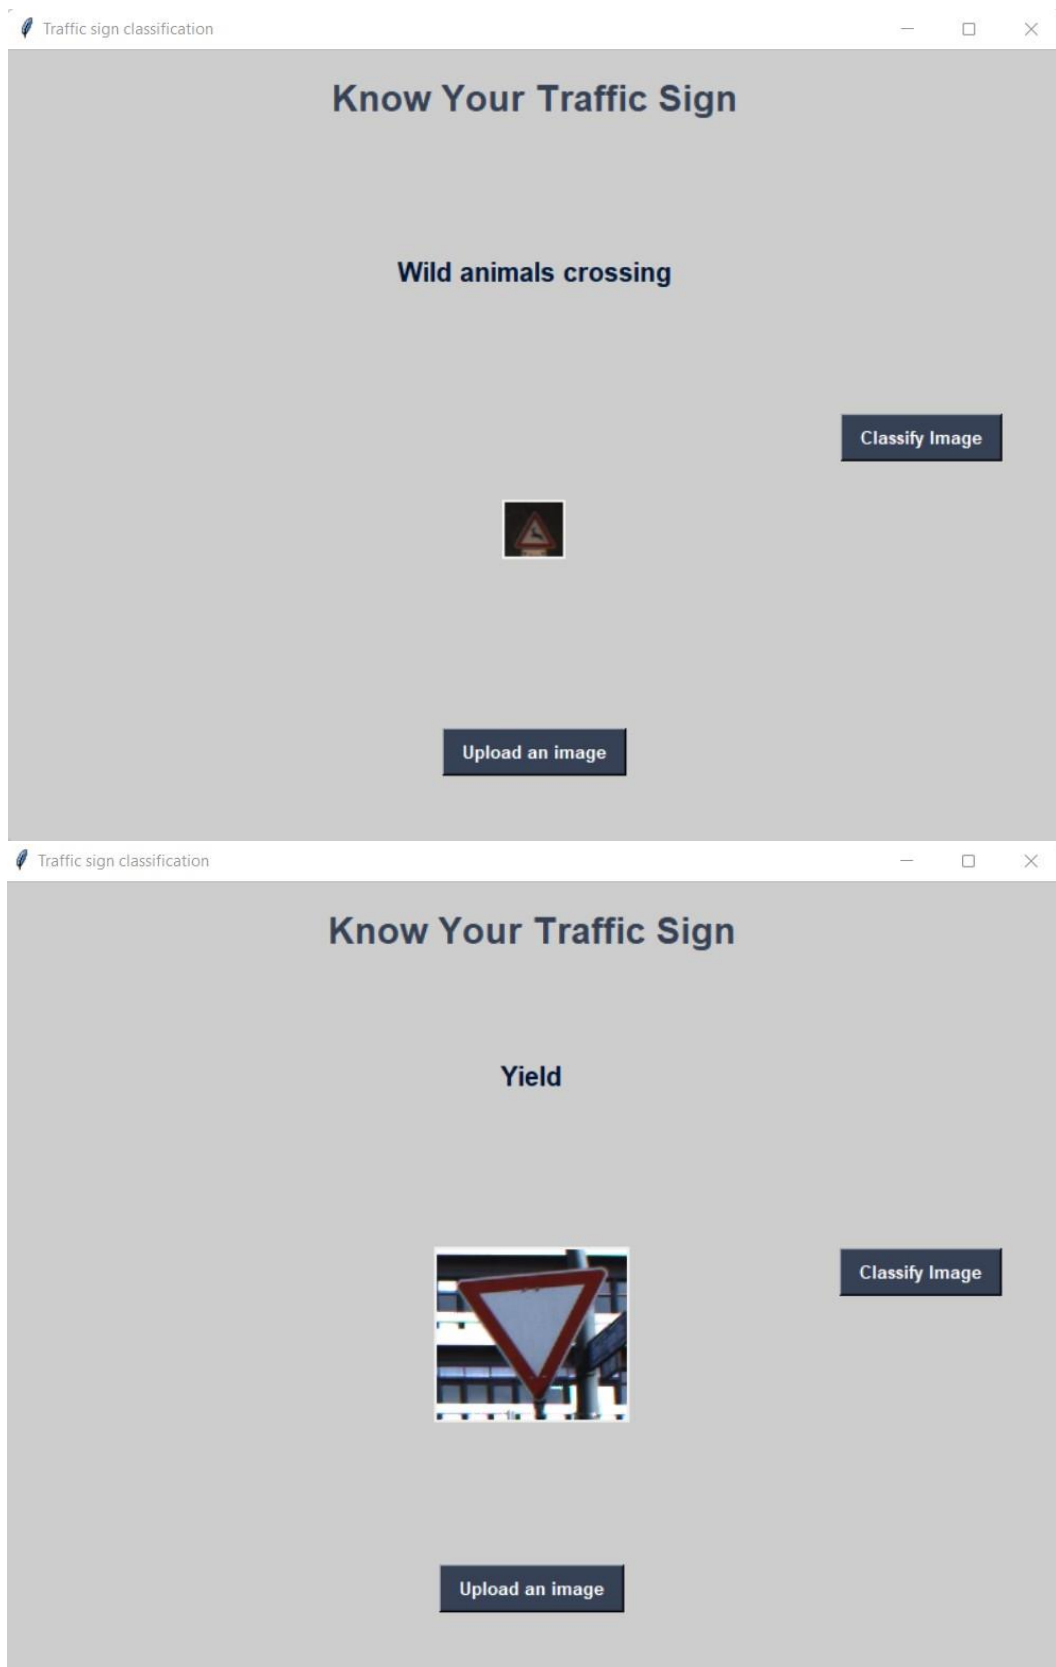 Traffic sign classification
Know Your Traffic Sign
Wild animals crossing
Classify Image
Upload an image
Traffic sign classification
Know Your Traffic Sign
Yield
Classify Image
Upload an image